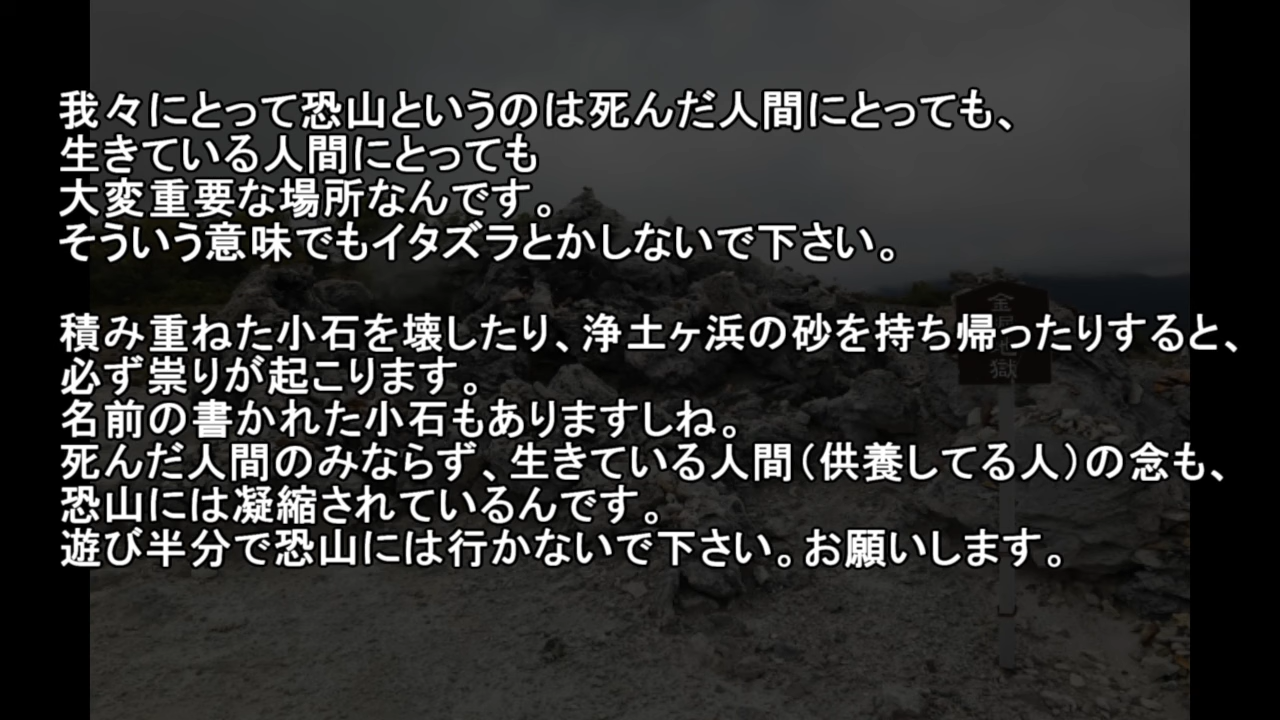 我々にとって恐山というのは死んだ人間にとっても、
生きている人間にとっても
大変重要な場所なんです。
そういう意味でもイタズラとかしないで下さい。
積み重ねた小石を壊したり、浄土ヶ浜の砂を持ち帰ったりすると、
必ず祟りが起こります。
名前の書かれた小石もありますしね。
死んだ人間のみならず、生きている人間（供養してる人）の念も、
恐山には凝縮されているんです。
遊び半分で恐山には行かないで下さい。お願いします。